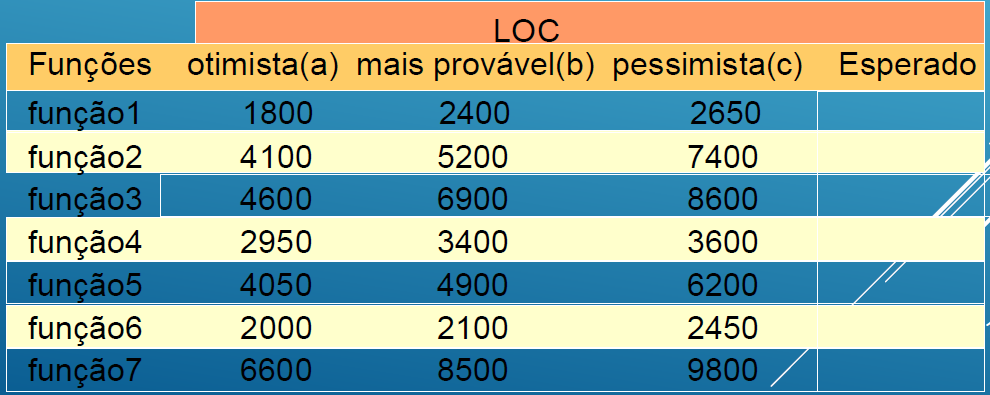 LOC
Funções otimista(a) mais provável(b) pessimista(c) Esperado
função1 1800 2400 2650
função2 4100 5200 7400
função3 4600 6900 8600
função4 2950 3400 3600
função5 4050 4900 6200
função6 2000 2100 2450
função7 6600 8500 9800